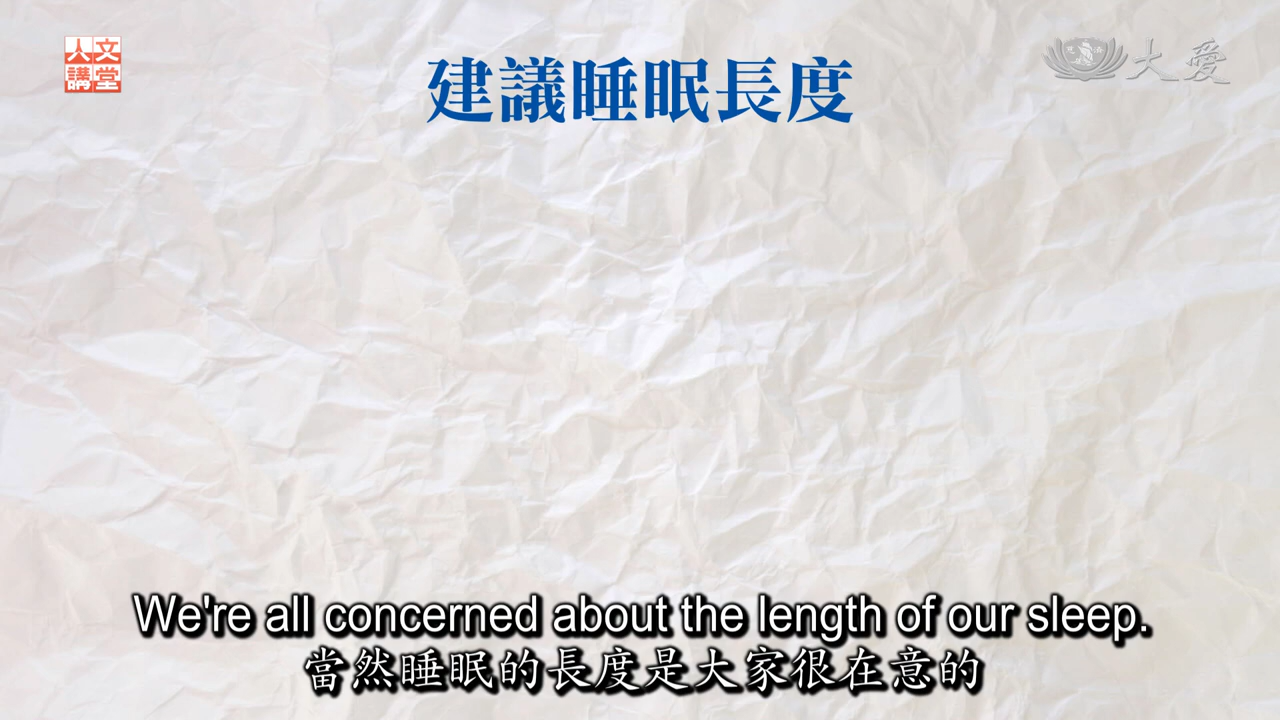 人文
講堂
建議睡眠長度
大愛
We're all concerned about the length of our sleep.
當然睡眠的長度是大家很在意的